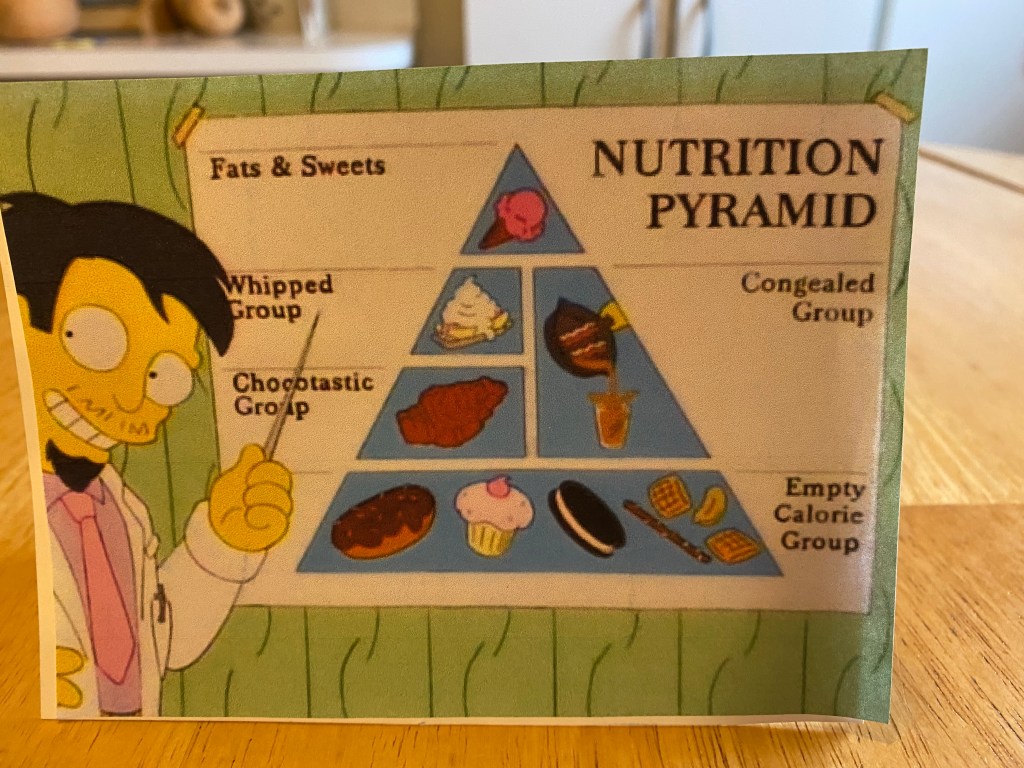 Fats & Sweets
NUTRITION
PYRAMID
Whipped
Group
Congealed
Group
Chocotastic
Group
Empty
Calorie
Group